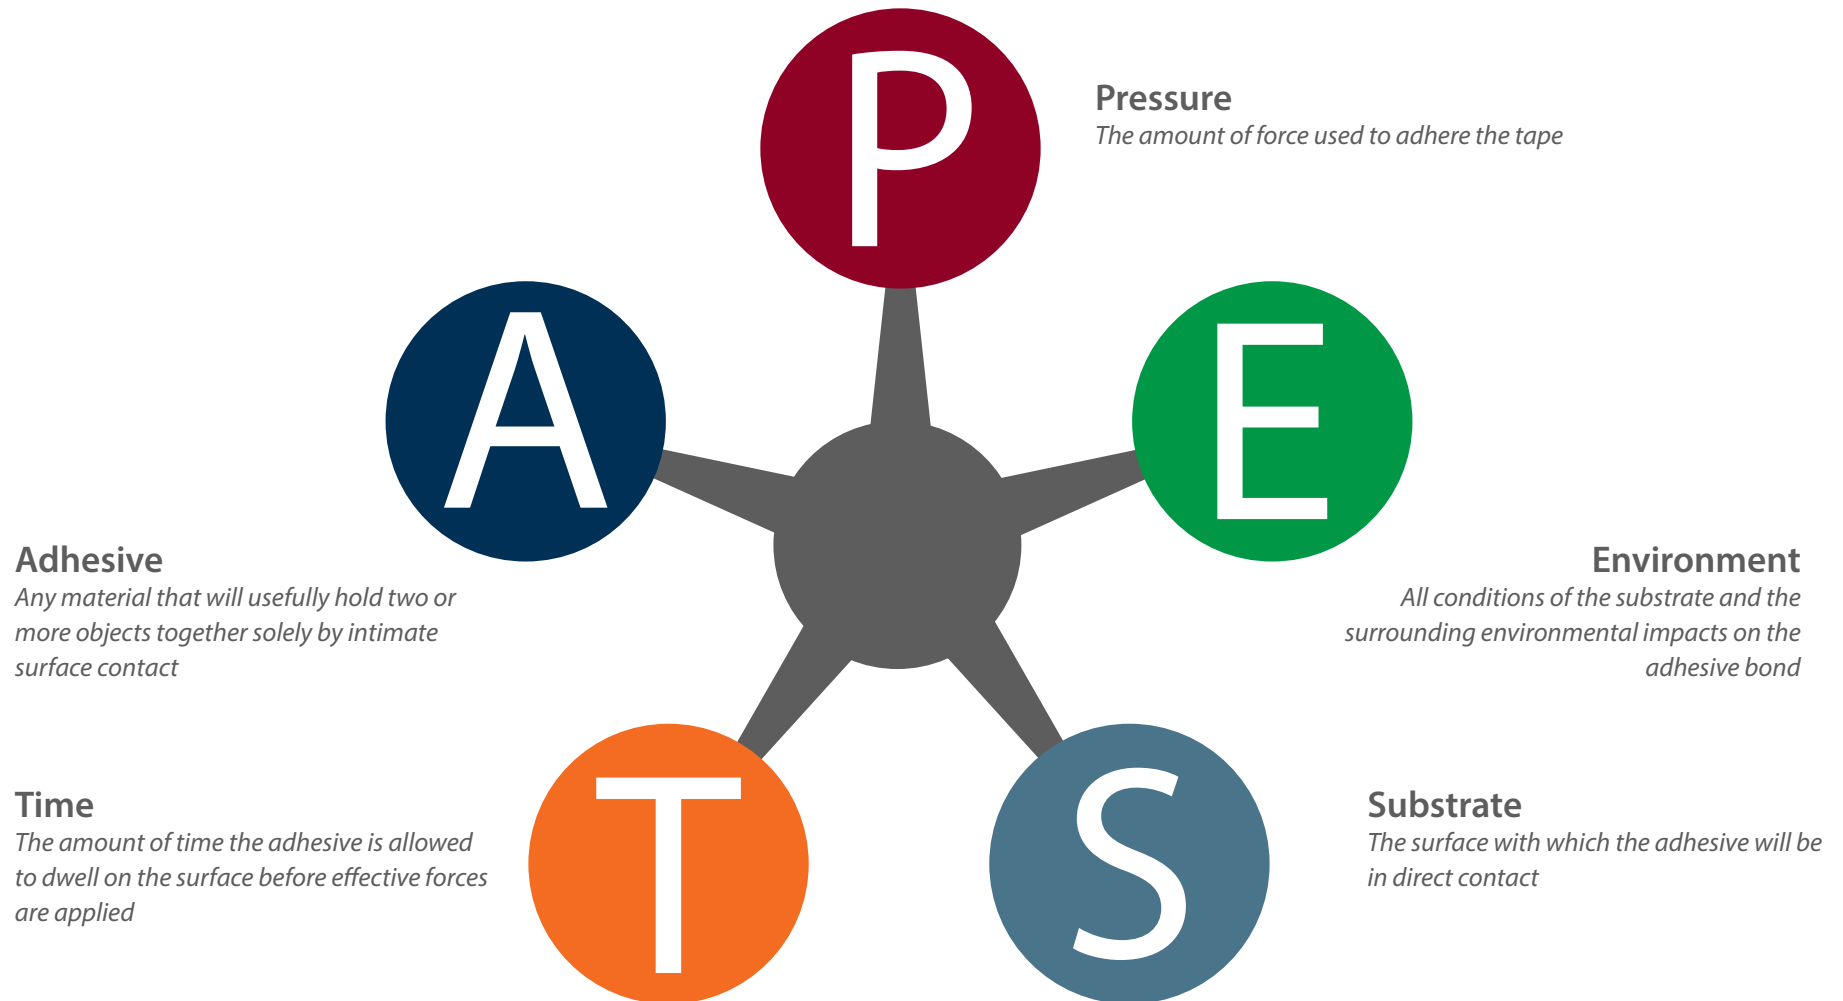 P
Pressure
The amount of force used to adhere the tape
A
E
Adhesive
Any material that will usefully hold two or
more objects together solely by intimate
surface contact
Environment
All conditions of the substrate and the
surrounding environmental impacts on the
adhesive bond
T
S
Time
The amount of time the adhesive is allowed
to dwell on the surface before effective forces
are applied
Substrate
The surface with which the adhesive will be
in direct contact